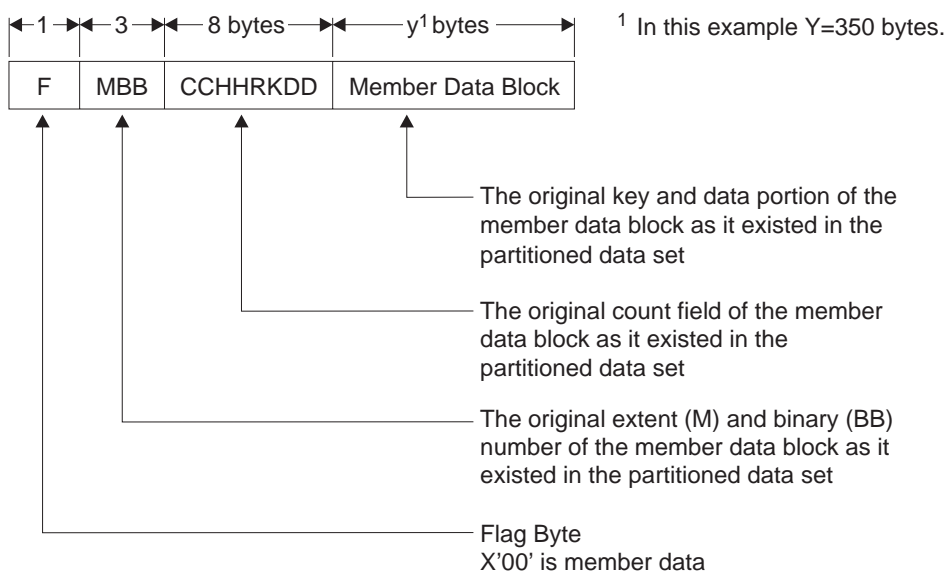 1 3 8 bytes y¹ bytes ¹ In this example Y=350 bytes.
F MBB CCHHRKDD Member Data Block
The original key and data portion of the
member data block as it existed in the
partitioned data set
The original count field of the member
data block as it existed in the
partitioned data set
The original extent (M) and binary (BB)
number of the member data block as it
existed in the partitioned data set
Flag Byte
X'00' is member data